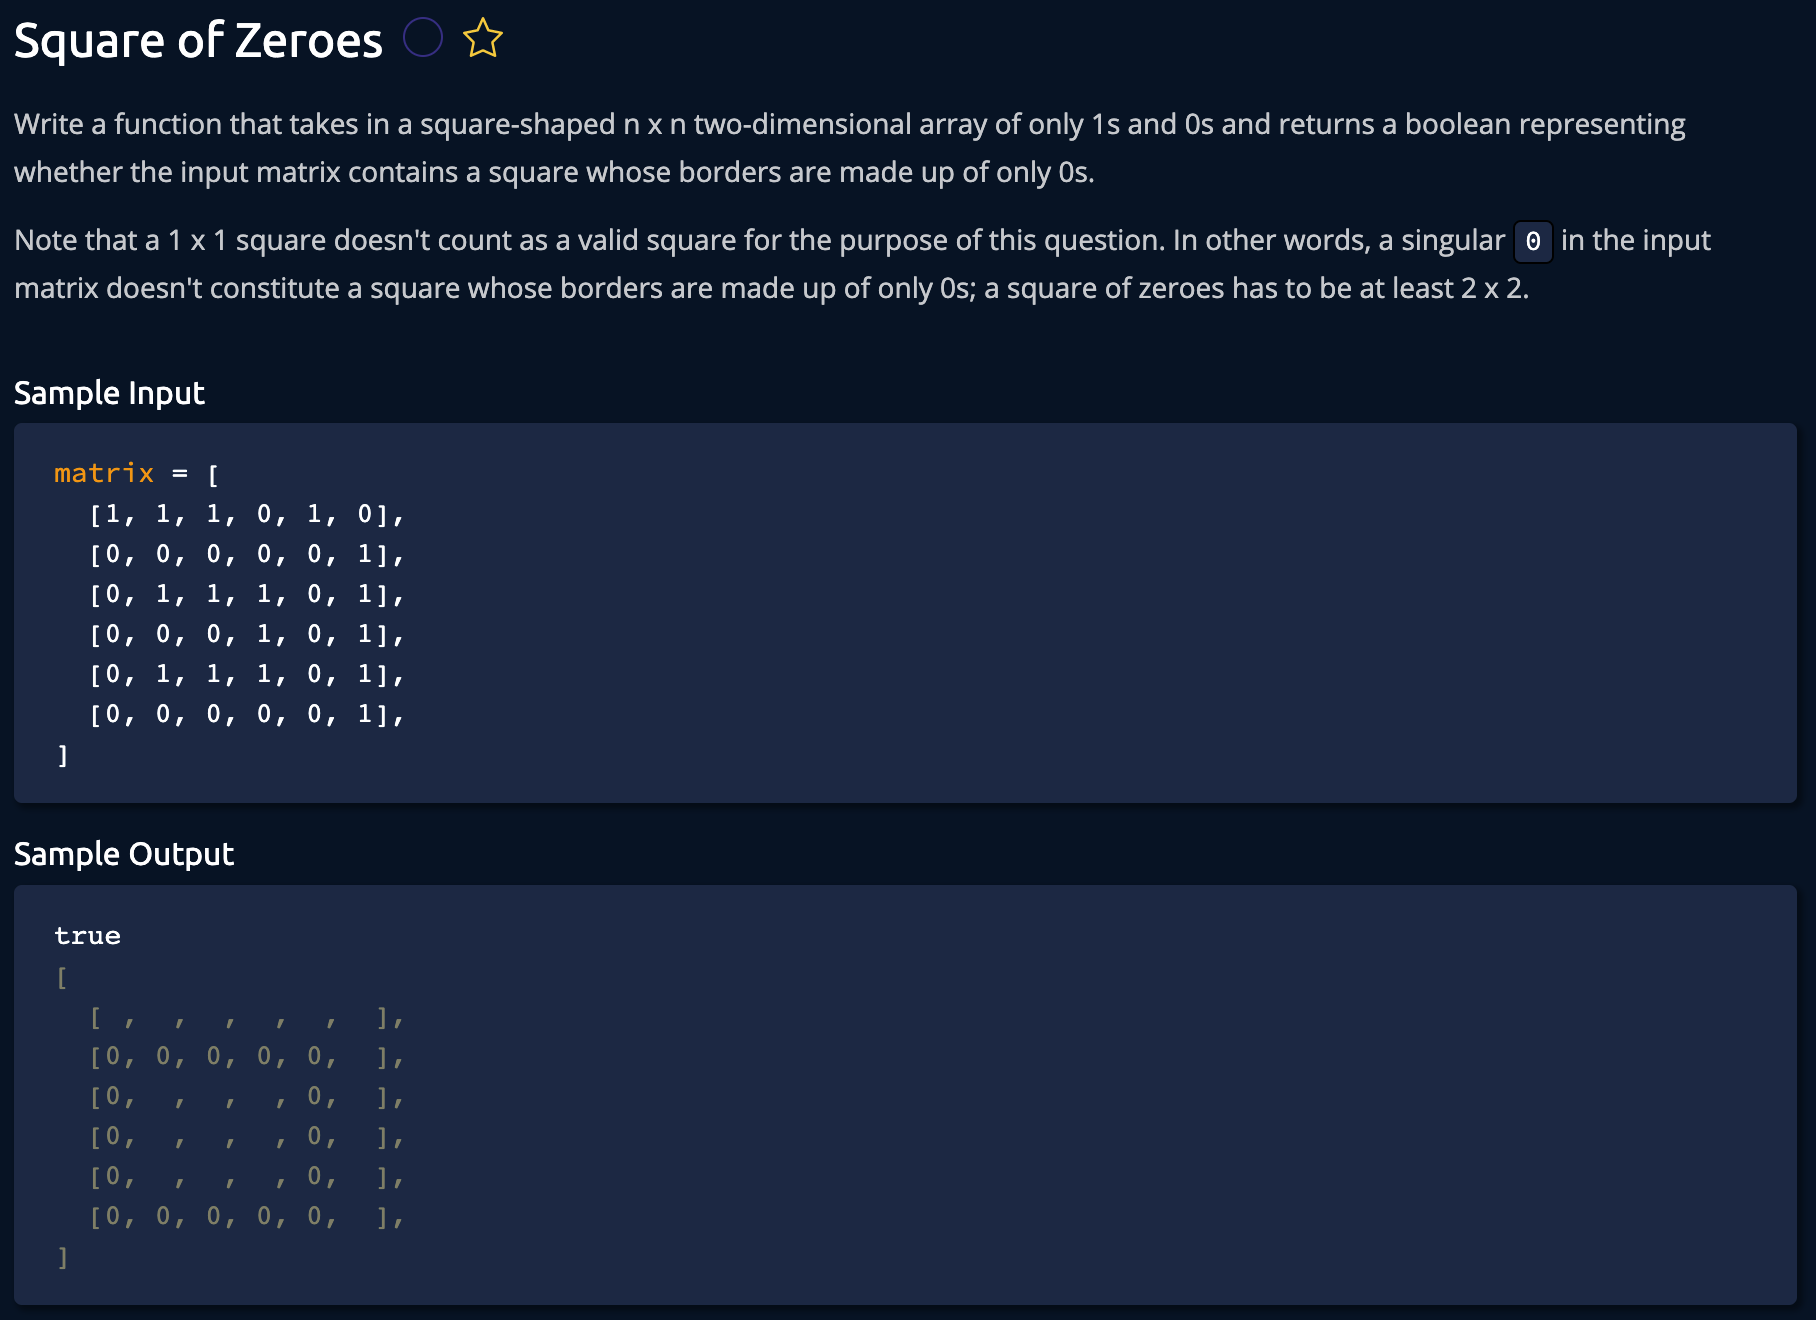 Square of Zeroes
Write a function that takes in a square-shaped n x n two-dimensional array of only 1s and 0s and returns a boolean representing
whether the input matrix contains a square whose borders are made up of only 0s.
Note that a 1 x 1 square doesn't count as a valid square for the purpose of this question. In other words, a singular 0 in the input
matrix doesn't constitute a square whose borders are made up of only 0s; a square of zeroes has to be at least 2 x 2.
Sample Input
matrix = [
  [1, 1, 1, 0, 1, 0],
  [0, 0, 0, 0, 0, 1],
  [0, 1, 1, 1, 0, 1],
  [0, 0, 0, 1, 0, 1],
  [0, 1, 1, 1, 0, 1],
  [0, 0, 0, 0, 0, 1],
]
Sample Output
true
[
  [ ,  ,  ,  ,  ,  ],
  [0, 0, 0, 0, 0,  ],
  [0,  ,  ,  , 0,  ],
  [0,  ,  ,  , 0,  ],
  [0,  ,  ,  , 0,  ],
  [0, 0, 0, 0, 0,  ],
]